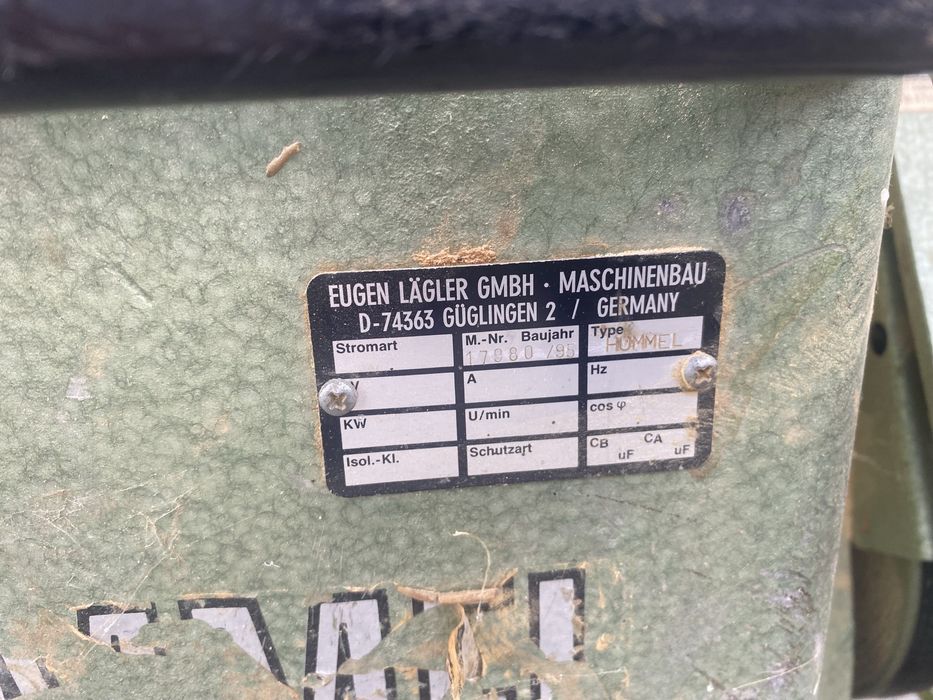 EUGEN LÄGLER GMBH · MASCHINENBAU
D-74363 GÜGLINGEN 2 / GERMANY
Stromart M.-Nr. Baujahr Type
17880 /95 HUMMEL
V A Hz
KW U/min cos φ
Isol.-Kl. Schutzart CB uF CA uF